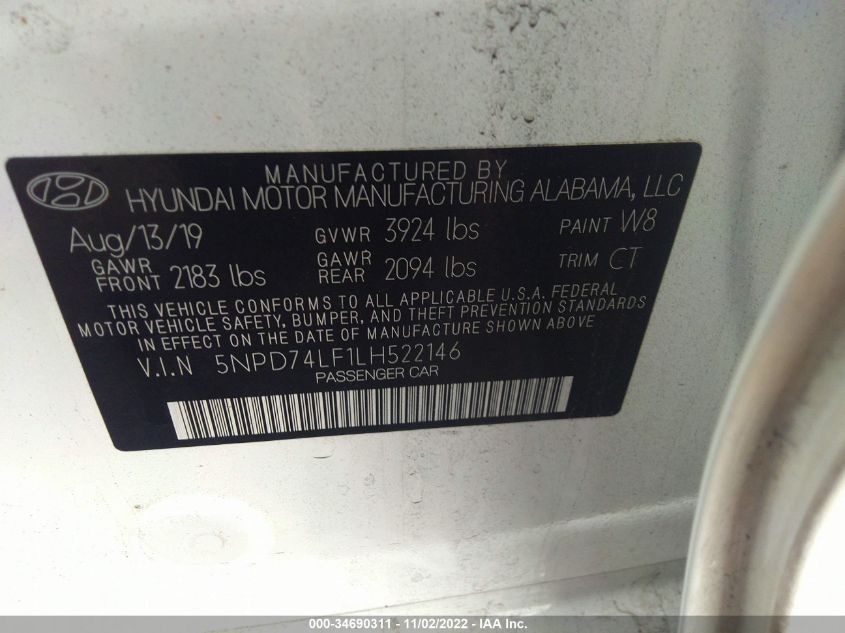 MANUFACTURED BY
HYUNDAI MOTOR MANUFACTURING ALABAMA, LLC
Aug/13/19 GVWR 3924 lbs PAINT W8
GAWR FRONT 2183 lbs GAWR REAR 2094 lbs TRIM CT
THIS VEHICLE CONFORMS TO ALL APPLICABLE U.S.A. FEDERAL
MOTOR VEHICLE SAFETY, BUMPER, AND THEFT PREVENTION STANDARDS
IN EFFECT ON THE DATE OF MANUFACTURE SHOWN ABOVE
V.I.N 5NPD74LF1LH522146
PASSENGER CAR
000-34690311 - 11/02/2022 - IAA Inc.